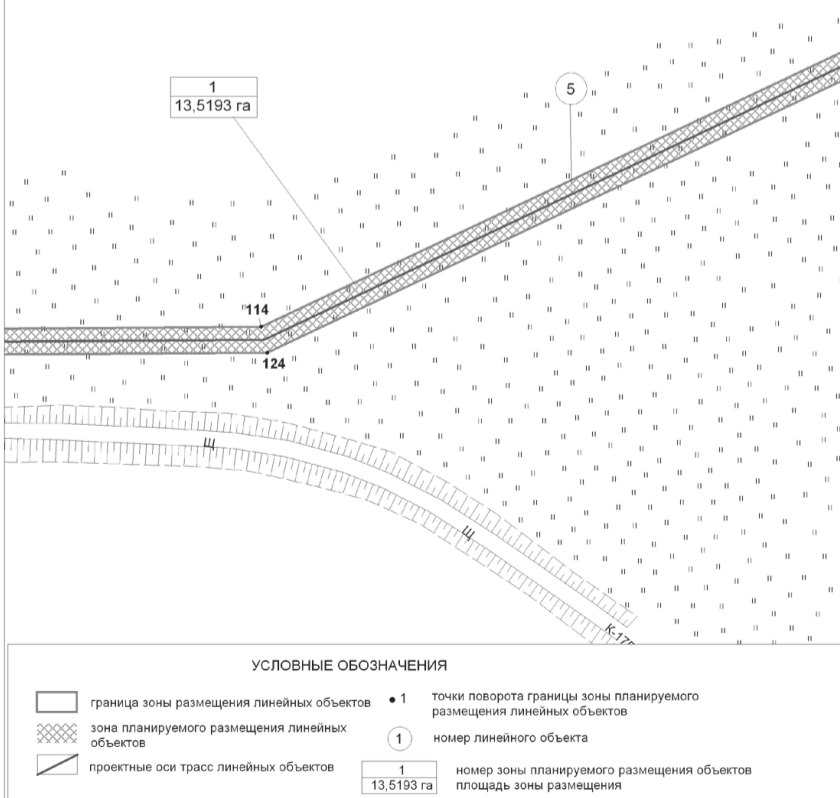 1
13,5193 га
5
114
124
Щ
Щ
УСЛОВНЫЕ ОБОЗНАЧЕНИЯ
граница зоны размещения линейных объектов
зона планируемого размещения линейных
объектов
проектные оси трасс линейных объектов
1
точки поворота границы зоны планируемого
размещения линейных объектов
1
номер линейного объекта
1
13,5193 га
номер зоны планируемого размещения объектов
площадь зоны размещения